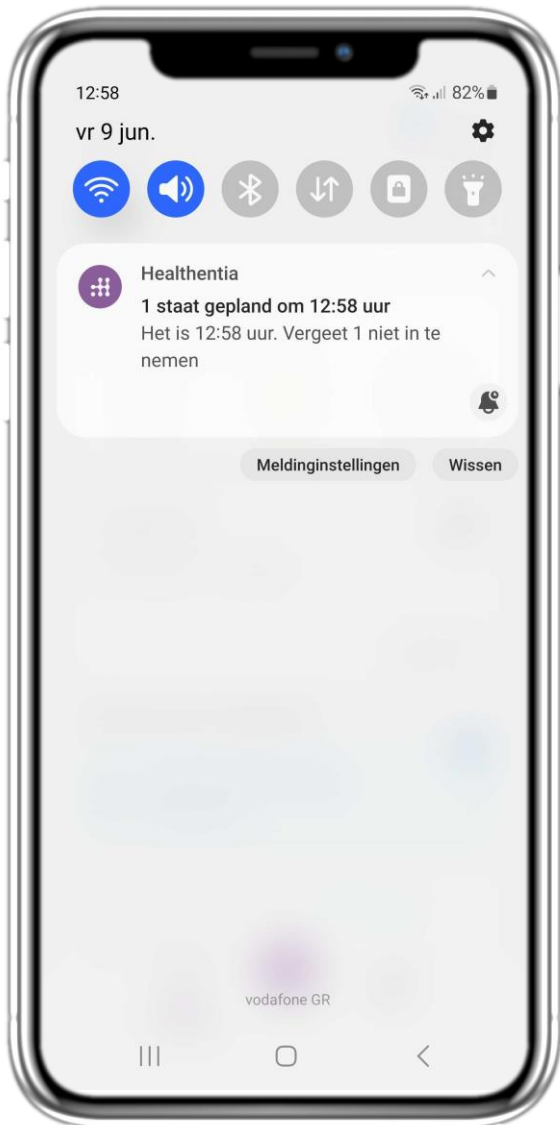 12:58
82%
vr 9 jun.
Healthentia
1 staat gepland om 12:58 uur
Het is 12:58 uur. Vergeet 1 niet in te
nemen
Meldinginstellingen Wissen
vodafone GR